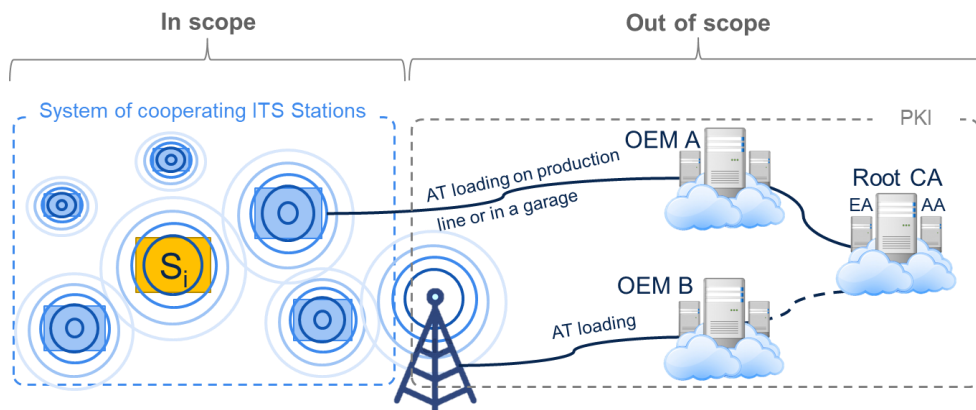 In scope
Out of scope
System of cooperating ITS Stations
PKI
OEM A
AT loading on production
line or in a garage
Root CA
EA
AA
Si
OEM B
AT loading